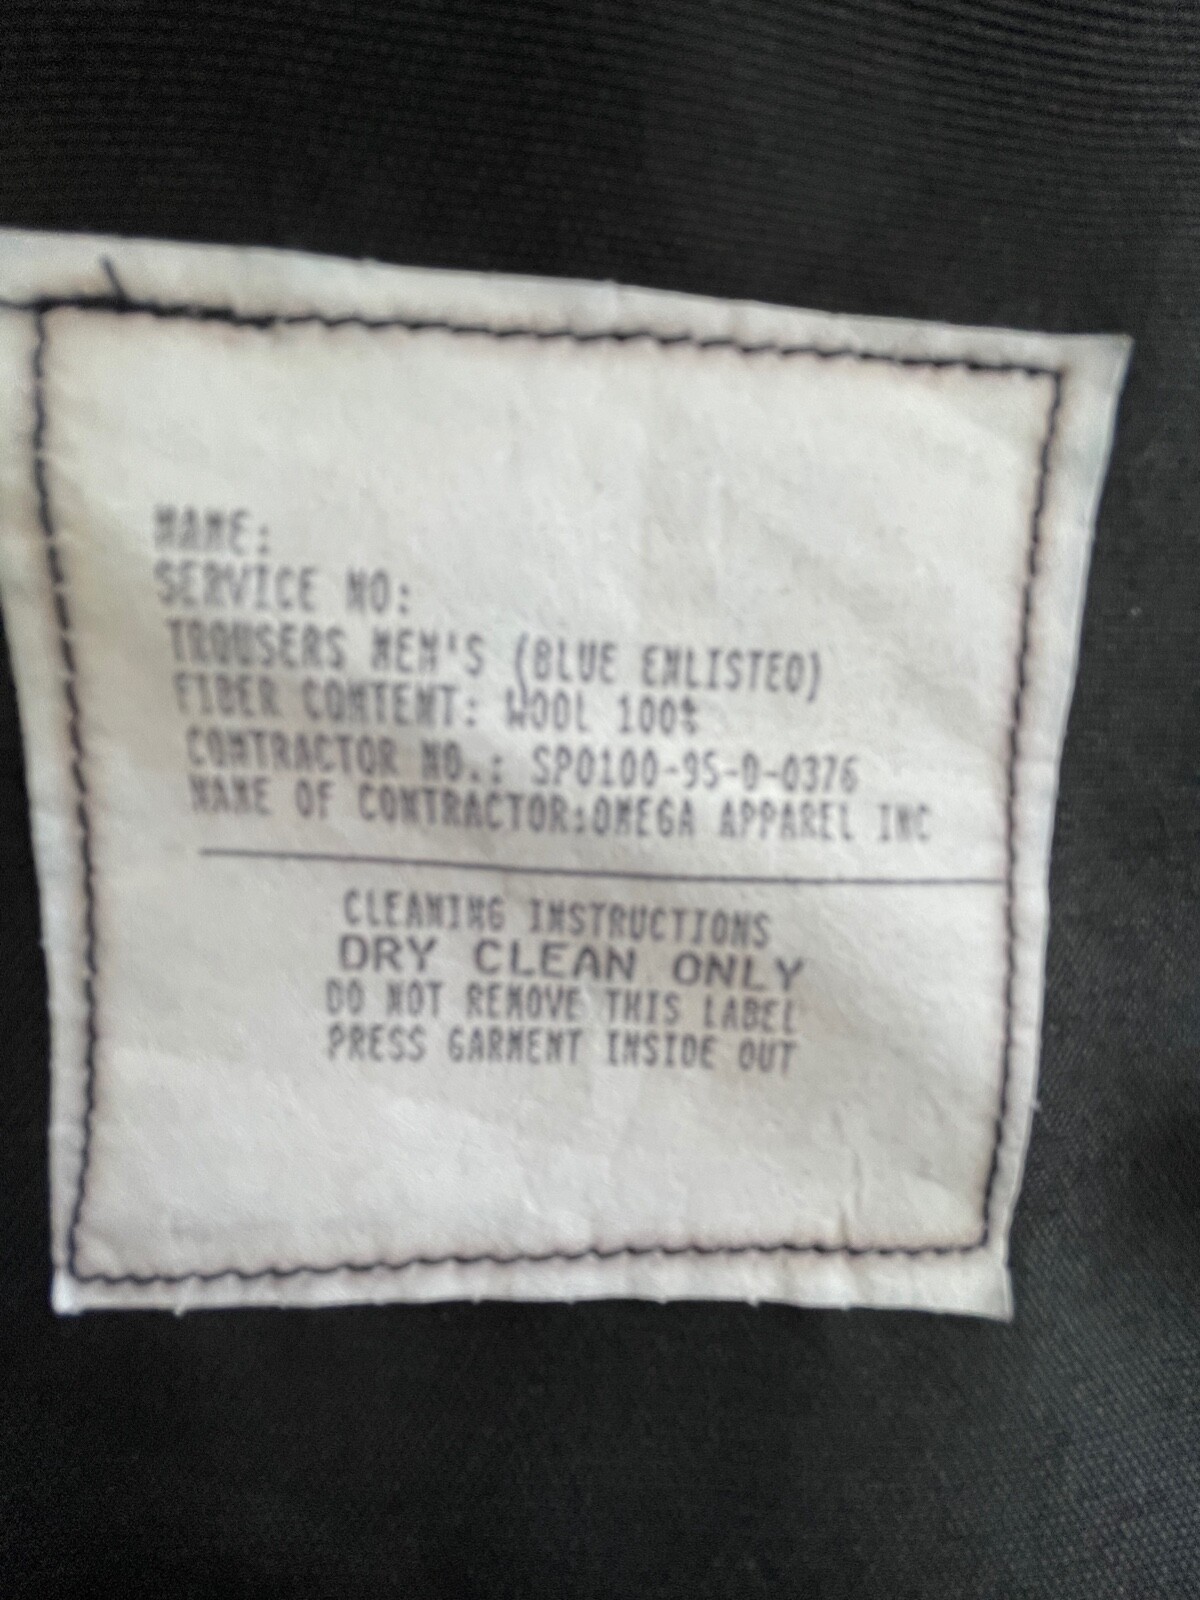 NAME:
SERVICE NO:
TROUSERS MEN'S (BLUE ENLISTED)
FIBER CONTENT: WOOL 100%
CONTRACTOR NO.: SPO100-95-D-0376
NAME OF CONTRACTOR:OMEGA APPAREL INC
CLEANING INSTRUCTIONS
DRY CLEAN ONLY
DO NOT REMOVE THIS LABEL
PRESS GARMENT INSIDE OUT